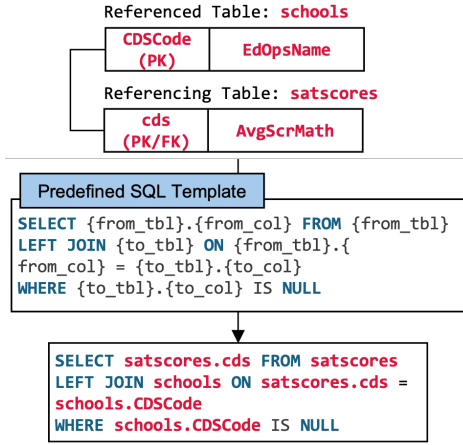 Referenced Table: schools
CDSCode
(PK)
EdOpsName
Referencing Table: satscores
cds
(PK/FK)
AvgScrMath
Predefined SQL Template
SELECT {from_tbl}.{from_col} FROM {from_tbl}
LEFT JOIN {to_tbl} ON {from_tbl}.{
from_col} = {to_tbl}.{to_col}
WHERE {to_tbl}.{to_col} IS NULL
SELECT satscores.cds FROM satscores
LEFT JOIN schools ON satscores.cds =
schools.CDSCode
WHERE schools.CDSCode IS NULL